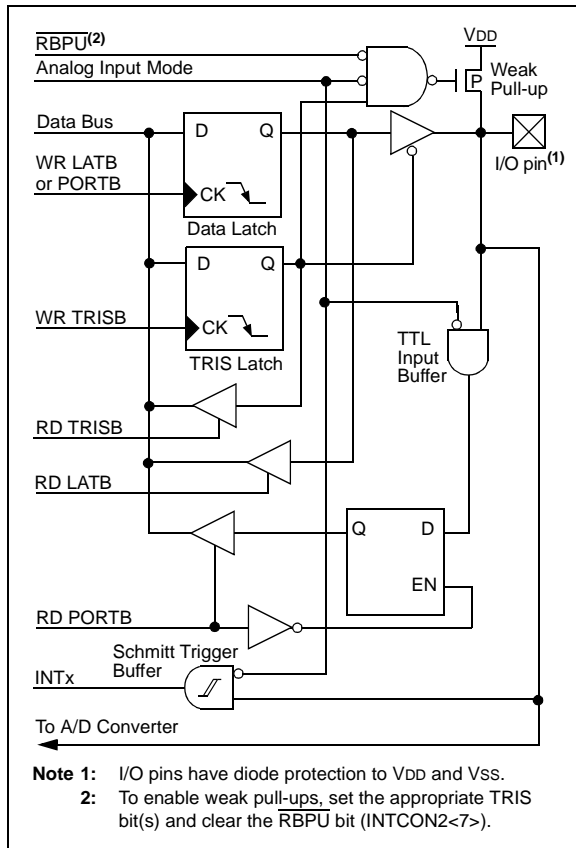 RBPU(2)
VDD
Analog Input Mode
P
Weak
Pull-up
Data Bus
D
Q
I/O pin(1)
WR LATB
or PORTB
CK
Data Latch
D
Q
WR TRISB
CK
TRIS Latch
TTL
Input
Buffer
RD TRISB
RD LATB
Q
D
EN
RD PORTB
Schmitt Trigger
Buffer
INTx
To A/D Converter
Note 1: I/O pins have diode protection to VDD and VSS.
2: To enable weak pull-ups, set the appropriate TRIS
bit(s) and clear the RBPU bit (INTCON2<7>).